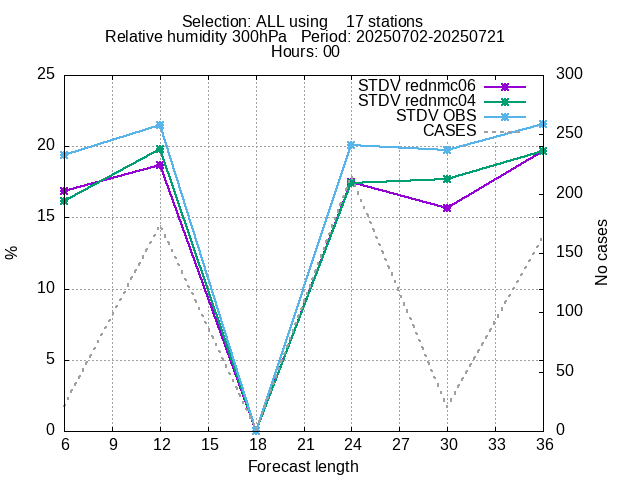 Selection: ALL using    17 stations
Relative humidity 300hPa   Period: 20250702-20250721
Hours: 00
STDV rednmc06
STDV rednmc04
STDV OBS
CASES
25
20
15
10
5
0
%
300
250
200
150
100
50
0
No cases
6 9 12 15 18 21 24 27 30 33 36
Forecast length